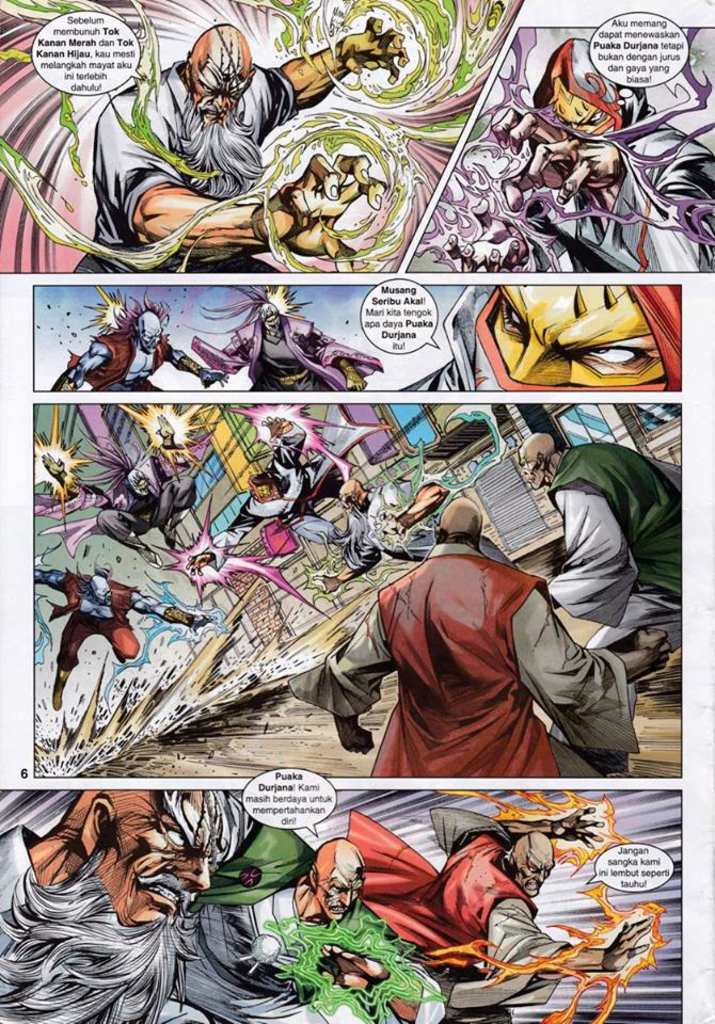 Sebelum
membunuh Tok
Kanan Merah dan Tok
Kanan Hijau, kau mesti
melangkah mayat aku
ini terlebih
dahulu!
Aku memang
dapat menewaskan
Puaka Durjana tetapi
bukan dengan jurus
dan gaya yang
biasa!
Musang
Seribu Akal!
Mari kita tengok
apa daya Puaka
Durjana
itu!
6
Puaka
Durjana! Kami
masih berdaya untuk
mempertahankan
diri!
Jangan
sangka kami
ini lembut seperti
tauhu!